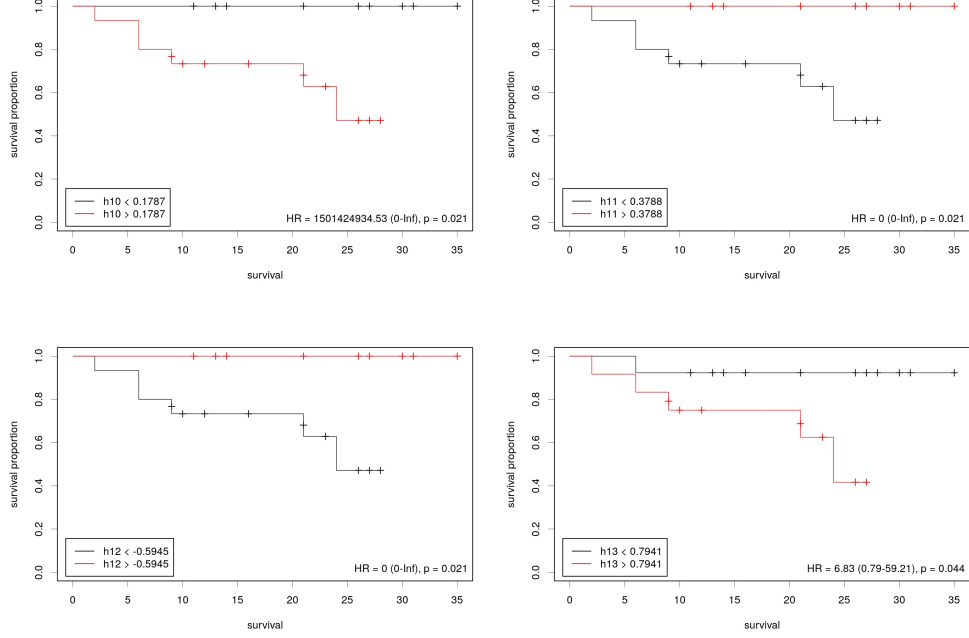 1.0
0.8
0.6
0.4
0.2
0.0
survival proportion
h10 < 0.1787
h10 > 0.1787
HR = 1501424934.53 (0-Inf), p = 0.021
0 5 10 15 20 25 30 35
survival
1.0
0.8
0.6
0.4
0.2
0.0
survival proportion
h11 < 0.3788
h11 > 0.3788
HR = 0 (0-Inf), p = 0.021
0 5 10 15 20 25 30 35
survival
1.0
0.8
0.6
0.4
0.2
0.0
survival proportion
h12 < -0.5945
h12 > -0.5945
HR = 0 (0-Inf), p = 0.021
0 5 10 15 20 25 30 35
survival
1.0
0.8
0.6
0.4
0.2
0.0
survival proportion
h13 < 0.7941
h13 > 0.7941
HR = 6.83 (0.79-59.21), p = 0.044
0 5 10 15 20 25 30 35
survival